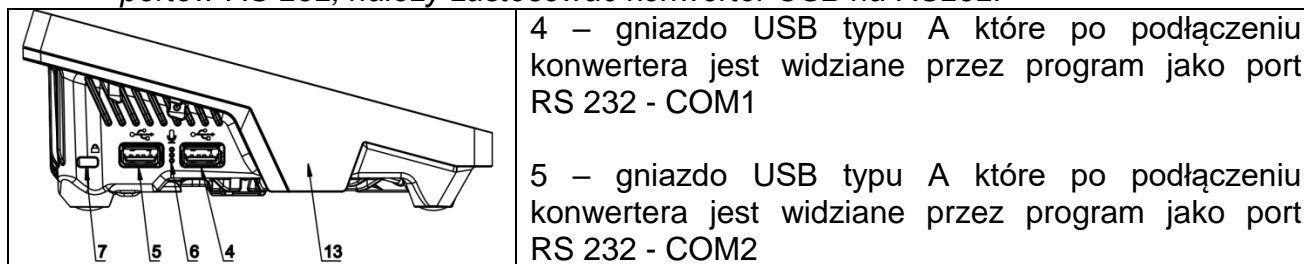 portów RS 232, należy zastosować konwerter USB na RS232.
4 – gniazdo USB typu A które po podłączeniu
konwertera jest widziane przez program jako port
RS 232 - COM1
5 – gniazdo USB typu A które po podłączeniu
konwertera jest widziane przez program jako port
RS 232 - COM2
7 5 6 4 13